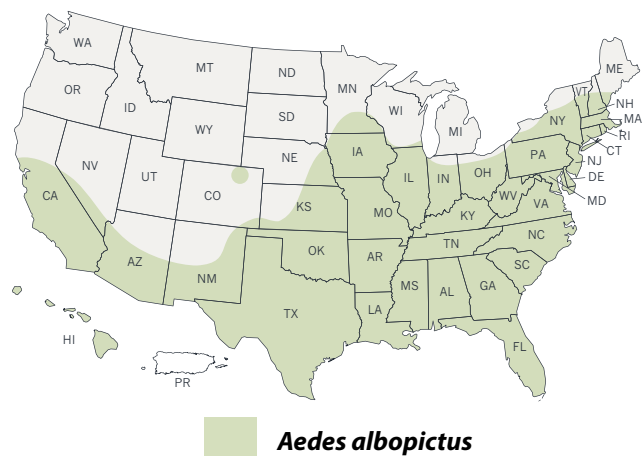 WA
MT
ND
MN
ME
VT
NH
MA
RI
CT
OR
ID
SD
WI
MI
NY
WY
NE
IA
PA
NJ
DE
MD
NV
UT
CO
IL
IN
OH
WV
VA
CA
KS
MO
KY
NC
AZ
NM
OK
AR
TN
SC
TX
LA
MS
AL
GA
FL
HI
PR
Aedes albopictus